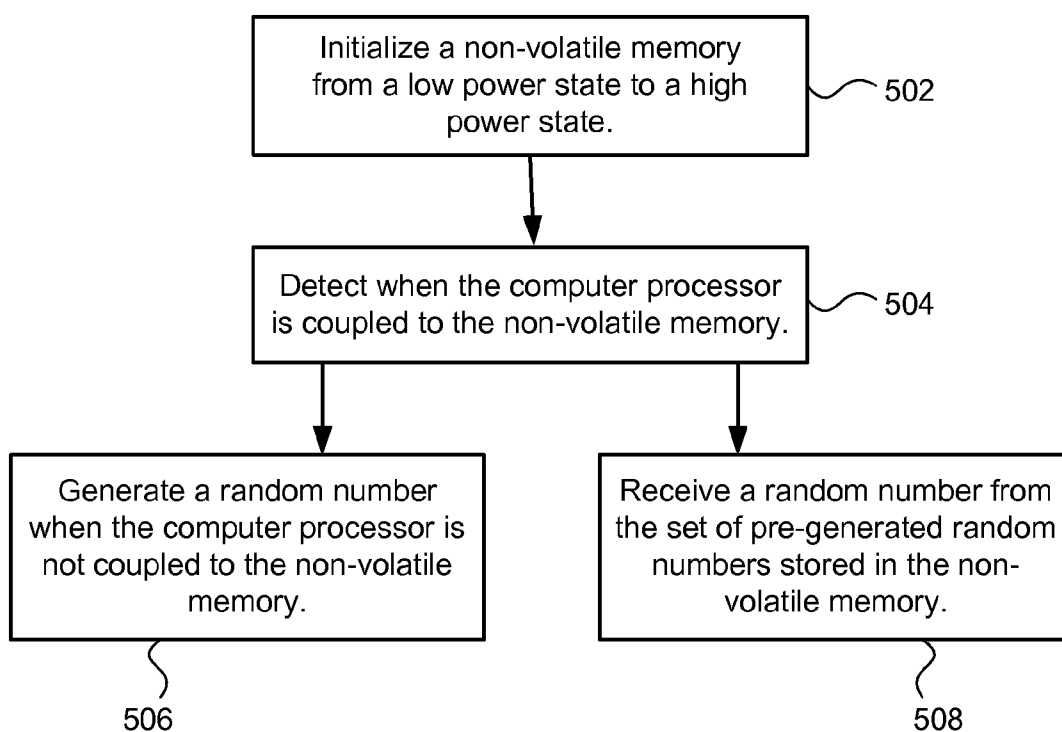 Initialize a non-volatile memory
from a low power state to a high
power state.
502
Detect when the computer processor
is coupled to the non-volatile memory.
504
Generate a random number
when the computer processor is
not coupled to the non-volatile
memory.
506
Receive a random number from
the set of pre-generated random
numbers stored in the non-
volatile memory.
508